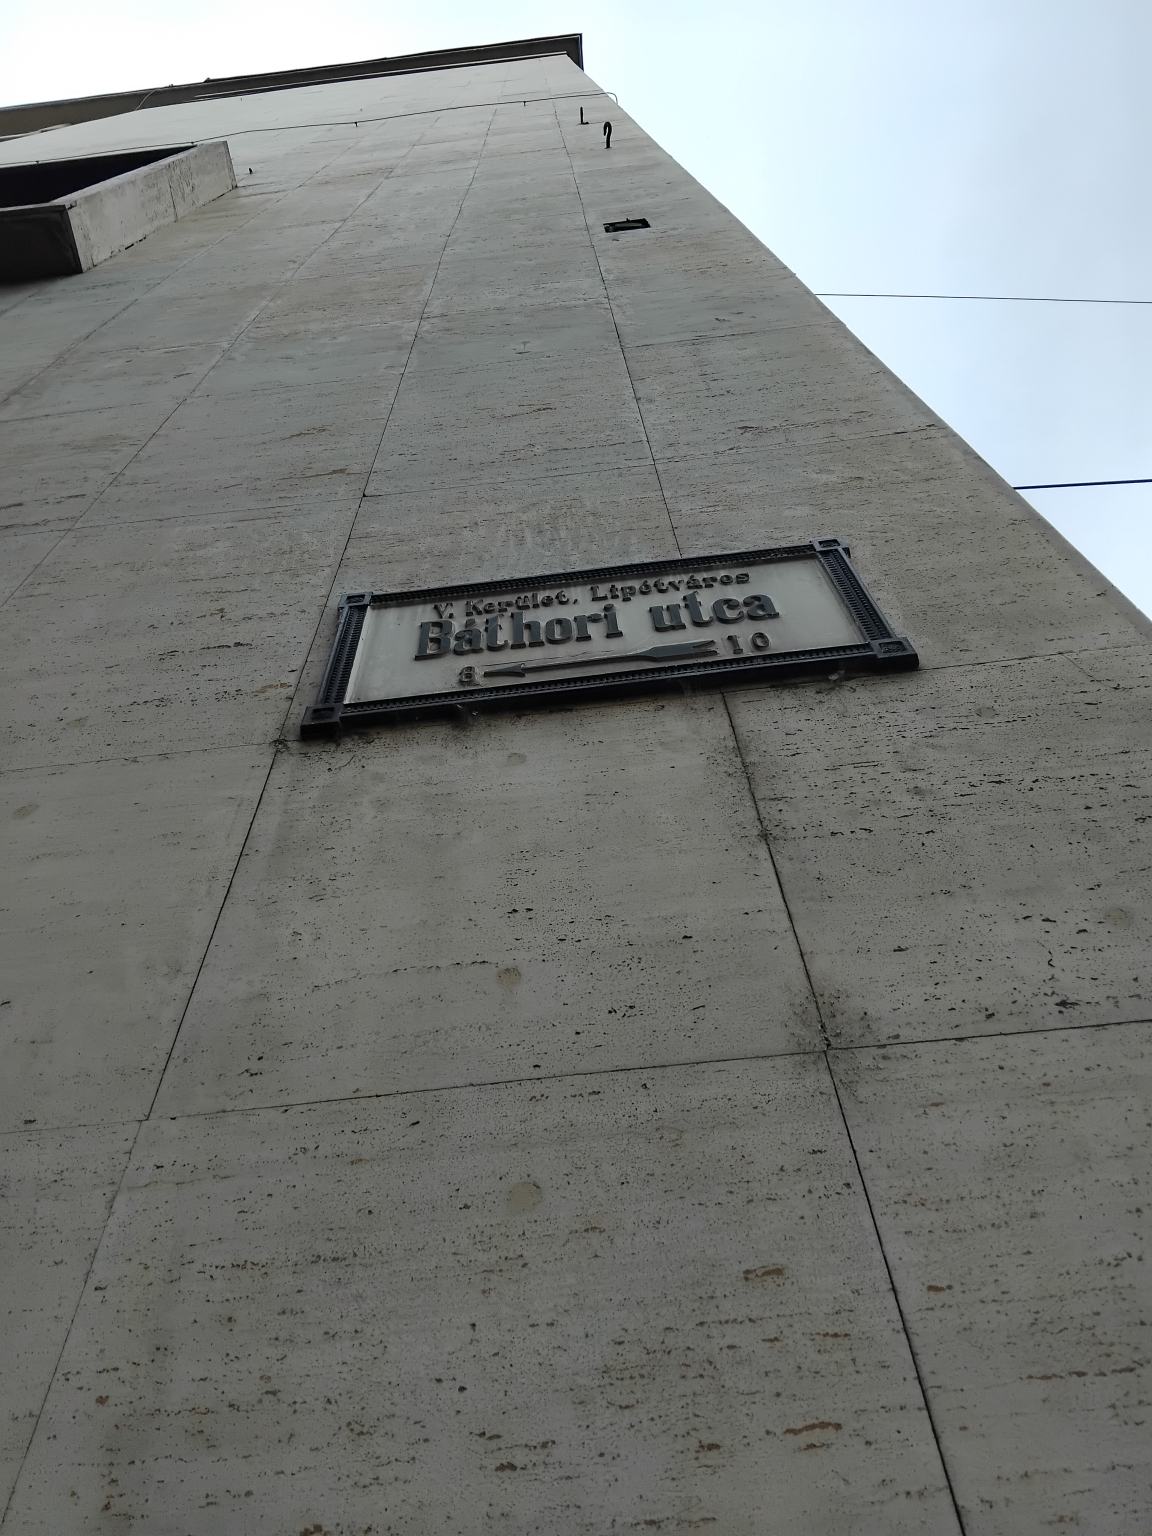 V. Kerület, Lipótváros
Báthori utca
8 10